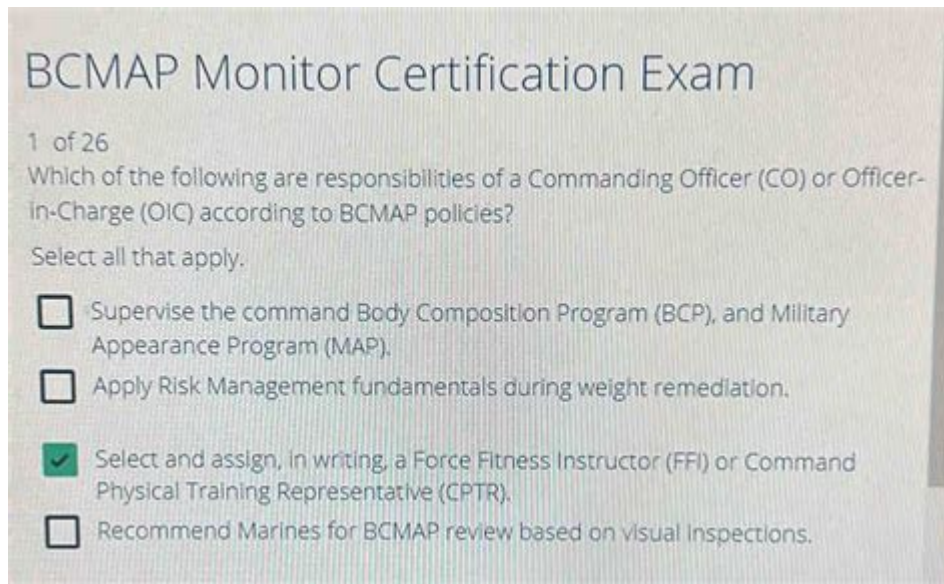 BCMAP Monitor Certification Exam
1 of 26
Which of the following are responsibilities of a Commanding Officer (CO) or Officer-
in-Charge (OIC) according to BCMAP policies?
Select all that apply.
Supervise the command Body Composition Program (BCP), and Military
Appearance Program (MAP).
Apply Risk Management fundamentals during weight remediation.
Select and assign, in writing, a Force Fitness Instructor (FFI) or Command
Physical Training Representative (CPTR).
Recommend Marines for BCMAP review based on visual inspections.